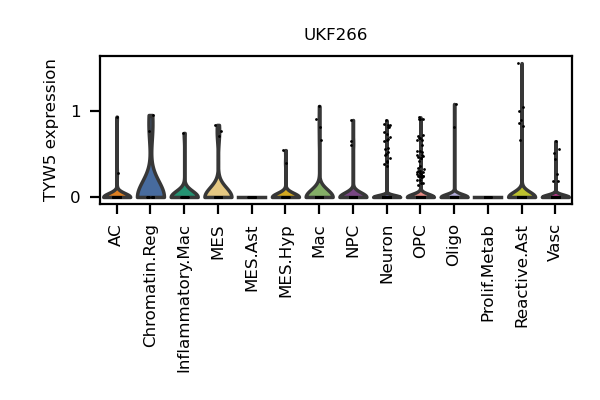 UKF266
TYW5 expression
1
0
AC
Chromatin.Reg
Inflammatory.Mac
MES
MES.Ast
MES.Hyp
Mac
NPC
Neuron
OPC
Oligo
Prolif.Metab
Reactive.Ast
Vasc